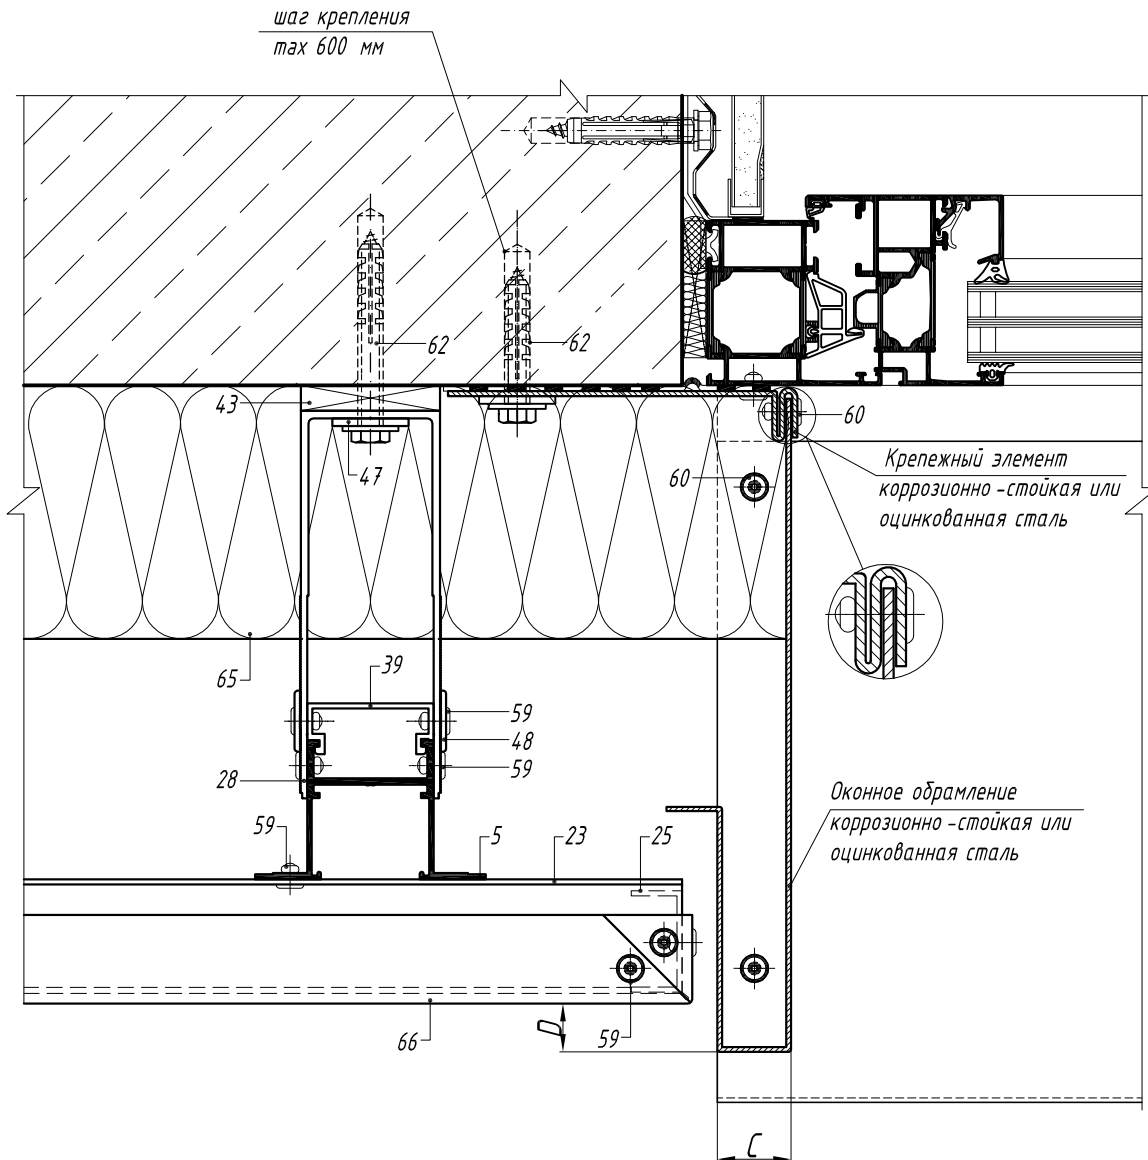 шаг крепления
max 600 мм
62
62
43
47
60
60
Крепежный элемент
коррозионно-стойкая или
оцинкованная сталь
65
39
59
48
59
28
59
5
23
25
Оконное обрамление
коррозионно-стойкая или
оцинкованная сталь
66
D
59
C